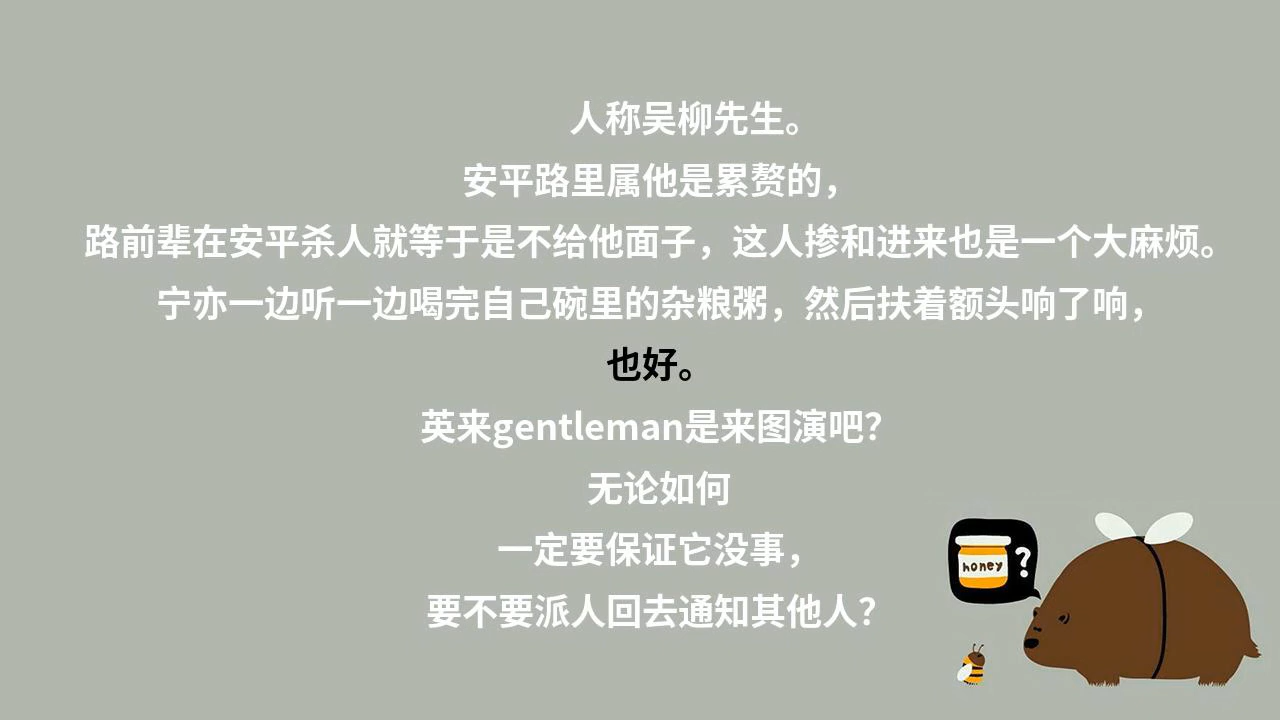 人称吴柳先生。
安平路里属他是累赘的，
路前辈在安平杀人就等于是不给他面子，这人掺和进来也是一个大麻烦。
宁亦一边听一边喝完自己碗里的杂粮粥，然后扶着额头响了响，
也好。
英来gentleman是来图演吧？
无论如何
一定要保证它没事，
要不要派人回去通知其他人？
honey
?